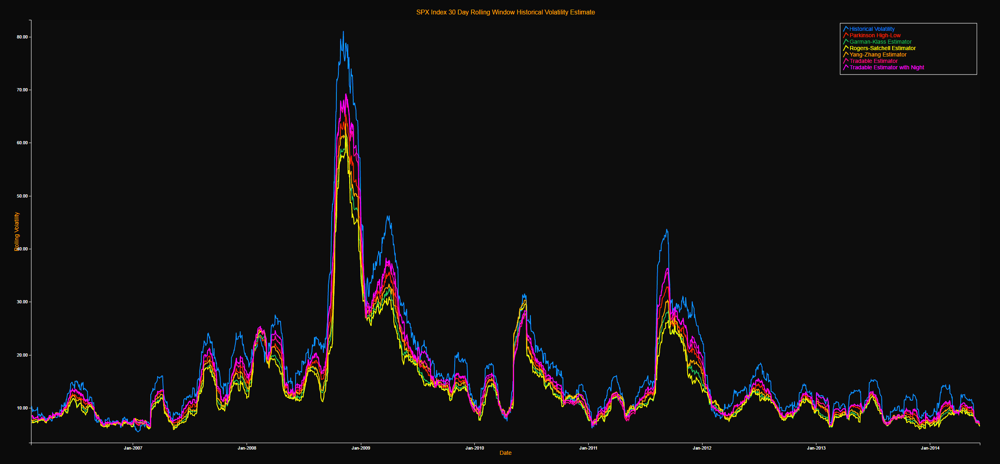 SPX Index 30 Day Rolling Window Historical Volatility Estimate
Historical Volatility
Parkinson High-Low
Garman-Klass Estimator
Rogers-Satchell Estimator
Yang-Zhang Estimator
Tradable Estimator
Tradable Estimator with Night
80.00
70.00
60.00
50.00
40.00
30.00
20.00
10.00
Rolling Volatility
Jan-2007 Jan-2008 Jan-2009 Jan-2010 Jan-2011 Jan-2012 Jan-2013 Jan-2014
Date